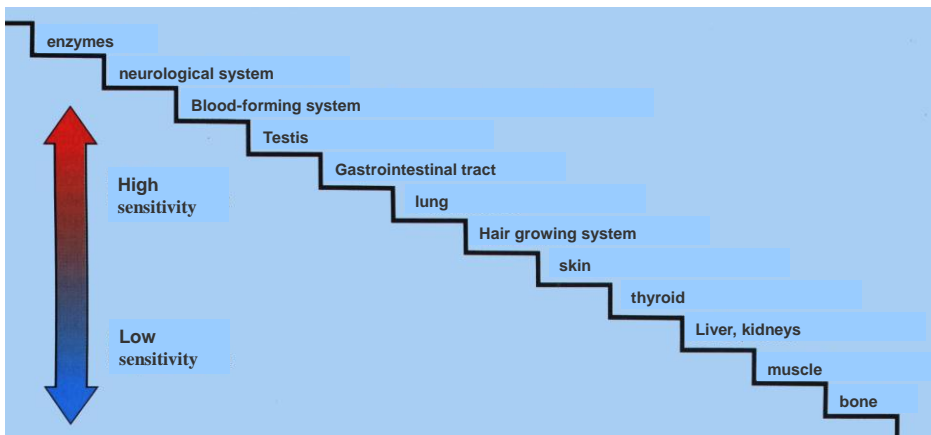 enzymes
neurological system
Blood-forming system
Testis
Gastrointestinal tract
High
sensitivity
lung
Hair growing system
skin
thyroid
Low
sensitivity
Liver, kidneys
muscle
bone